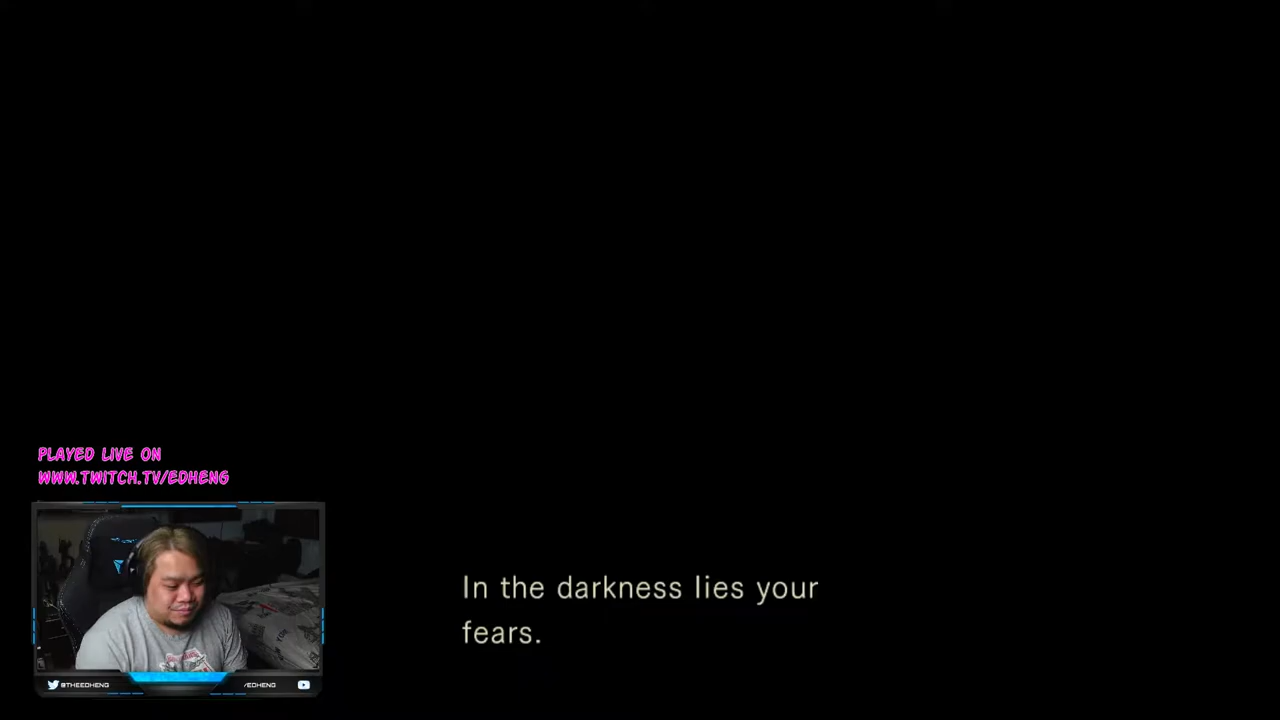 PLAYED LIVE ON
WWW.TWITCH.TV/EDHENG
In the darkness lies your
fears.
@THEEDHENG
/EDHENG